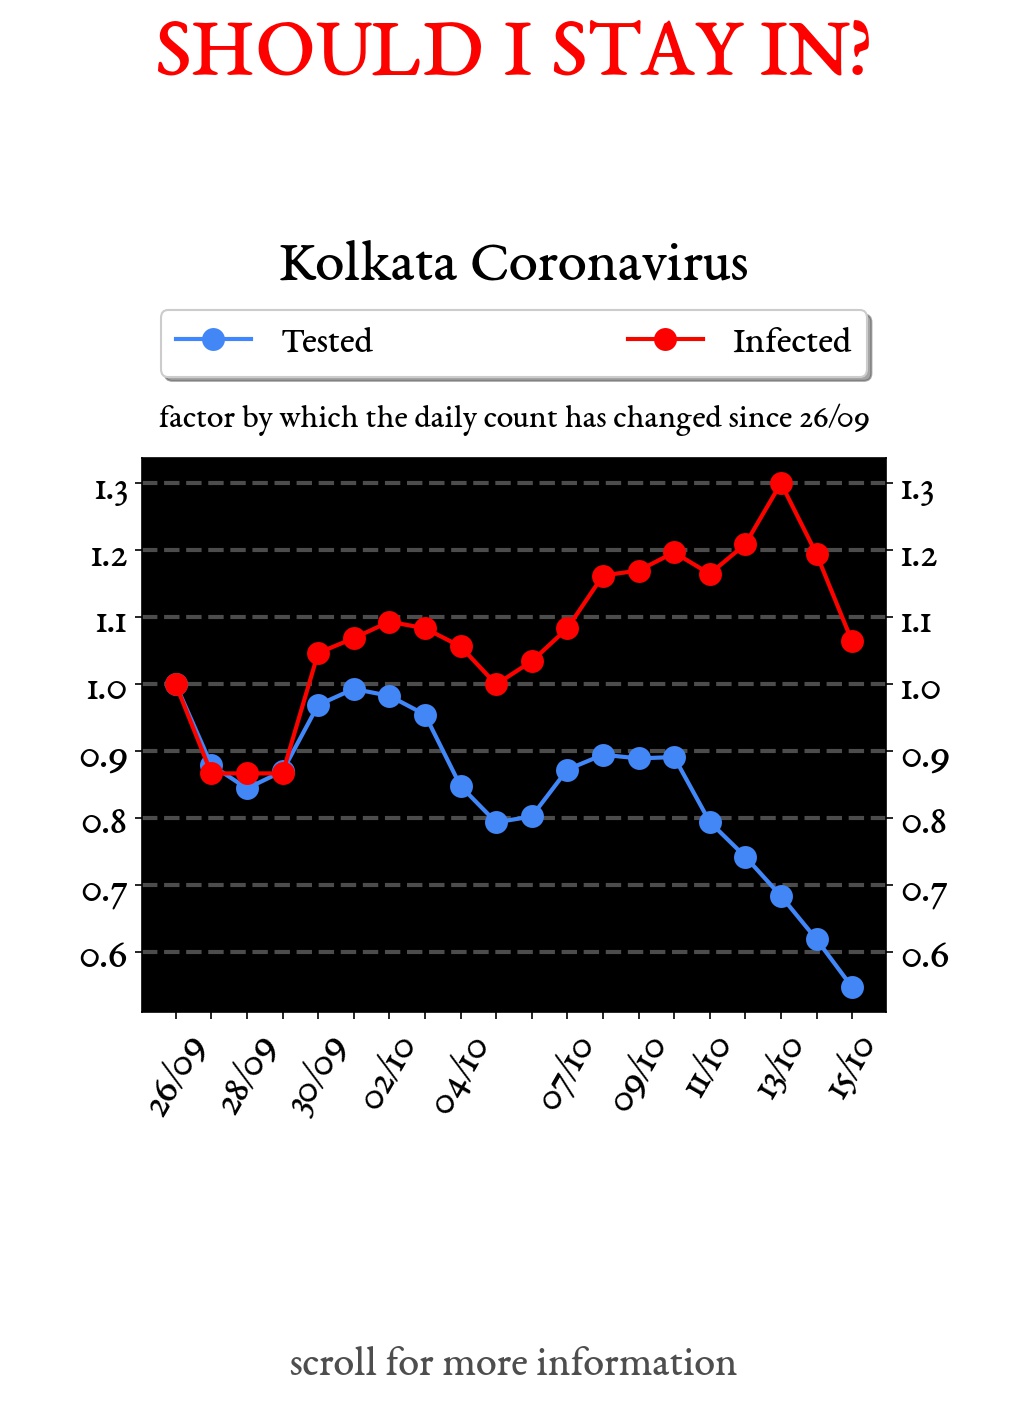 SHOULD I STAY IN?
Kolkata Coronavirus
Tested Infected
factor by which the daily count has changed since 26/09
1.3 1.3
1.2 1.2
1.1 1.1
1.0 1.0
0.9 0.9
0.8 0.8
0.7 0.7
0.6 0.6
26/09 28/09 30/09 02/10 04/10 07/10 09/10 11/10 13/10 15/10
scroll for more information